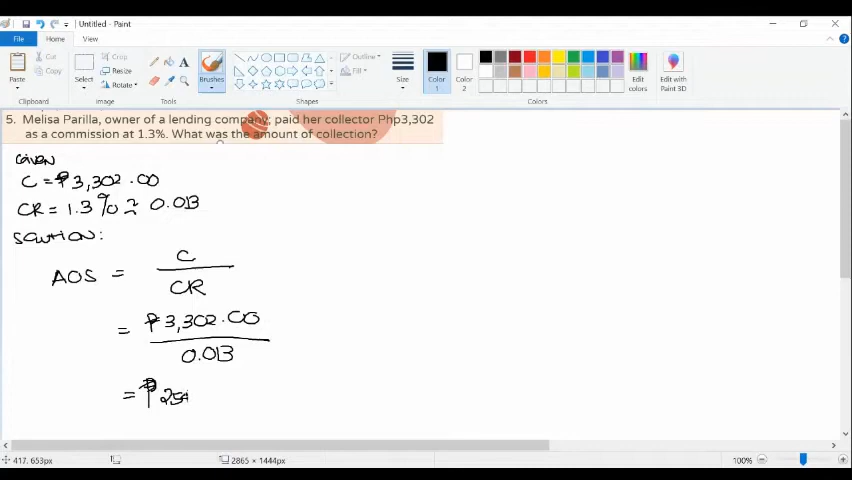 Untitled - Paint
File Home View
Paste Cut Copy Clipboard
Select Crop Resize Rotate Image
Tools
Brushes
Outline Fill Shapes
Size
Color 1 Color 2 Edit colors Edit with Paint 3D Colors
5. Melisa Parilla, owner of a lending company; paid her collector Php3,302
as a commission at 1.3%. What was the amount of collection?
Given
C = ₱3,302.00
CR = 1.3% ≈ 0.013
Solution:
AOS = C
CR
= ₱3,302.00
0.013
= ₱254
417, 653px 2865 × 1444px 100%